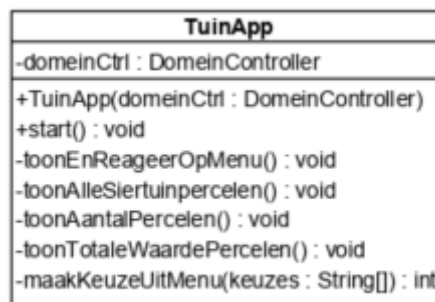 TuinApp
-domeinCtrl : DomeinController
+TuinApp(domeinCtrl : DomeinController)
+start() : void
-toonEnReageerOpMenu() : void
-toonAlleSiertuinpercelen() : void
-toonAantalPercelen() : void
-toonTotaleWaardePercelen() : void
-maakKeuzeUitMenu(keuzes : String[]) : int